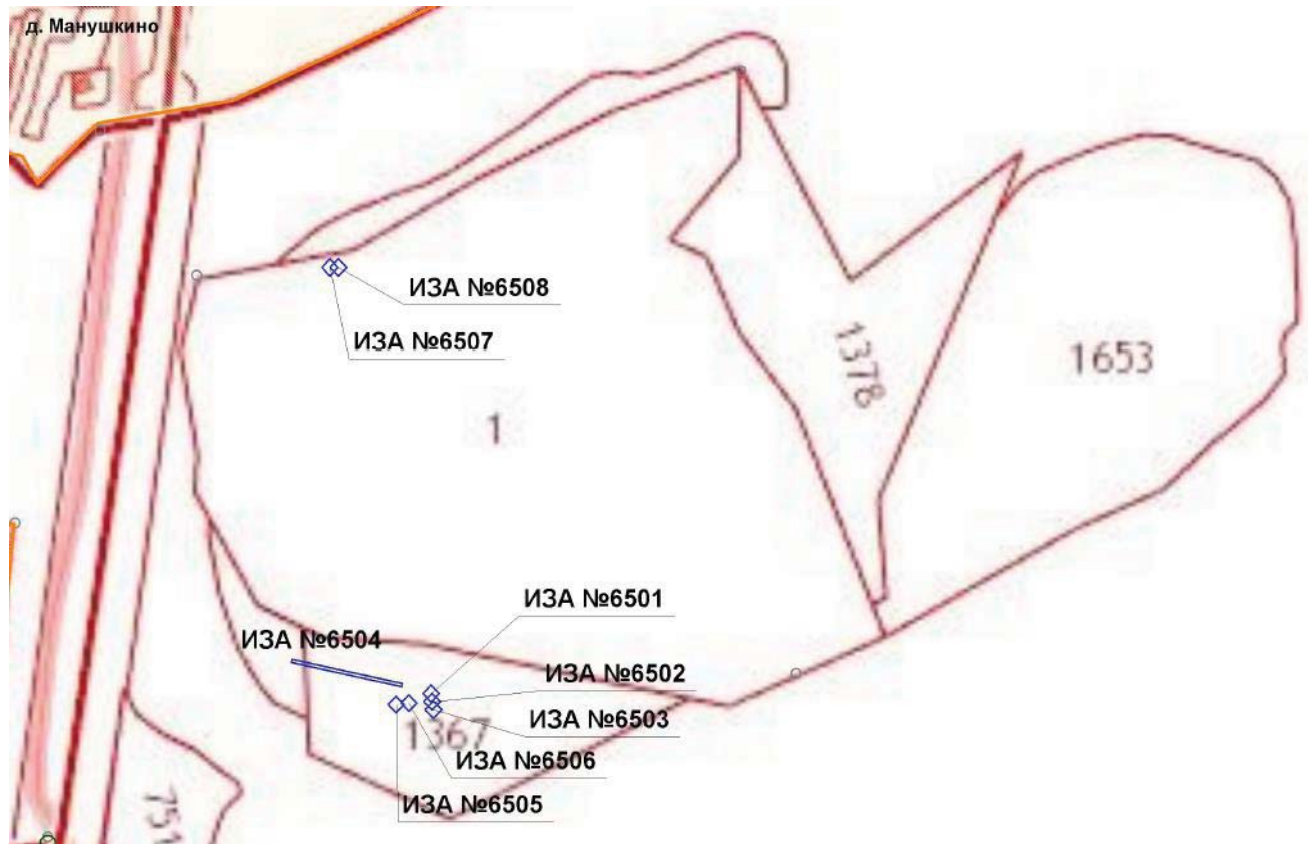 д. Манушкино
ИЗА №6508
ИЗА №6507
1378
1653
1
ИЗА №6501
ИЗА №6504
ИЗА №6502
ИЗА №6503
1367
ИЗА №6506
ИЗА №6505
751